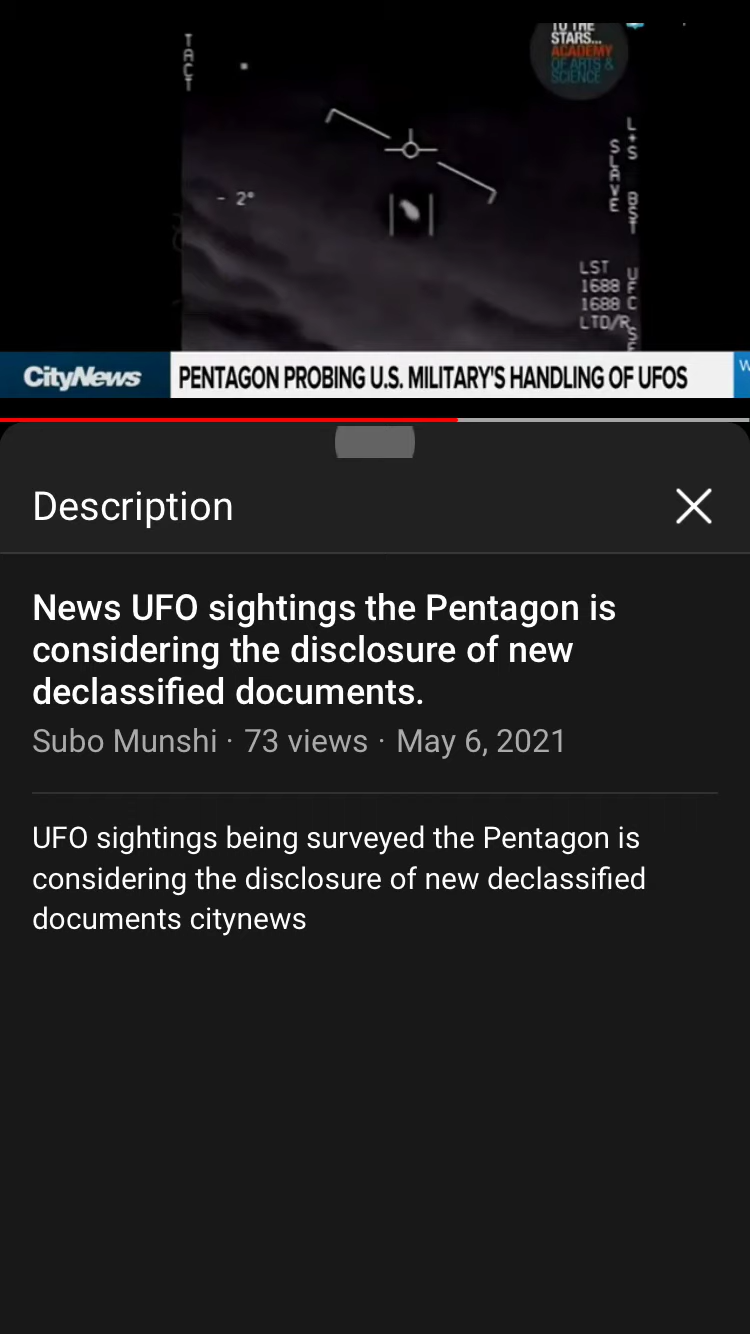 TO THE
STARS...
ACADEMY
OF ARTS &
SCIENCE
TACT
- 2°
L+S
SLAVE
BST
LST
1688
1688
LTD/R
UFC
CityNews
PENTAGON PROBING U.S. MILITARY'S HANDLING OF UFOS
W
Description
News UFO sightings the Pentagon is
considering the disclosure of new
declassified documents.
Subo Munshi · 73 views · May 6, 2021
UFO sightings being surveyed the Pentagon is
considering the disclosure of new declassified
documents citynews